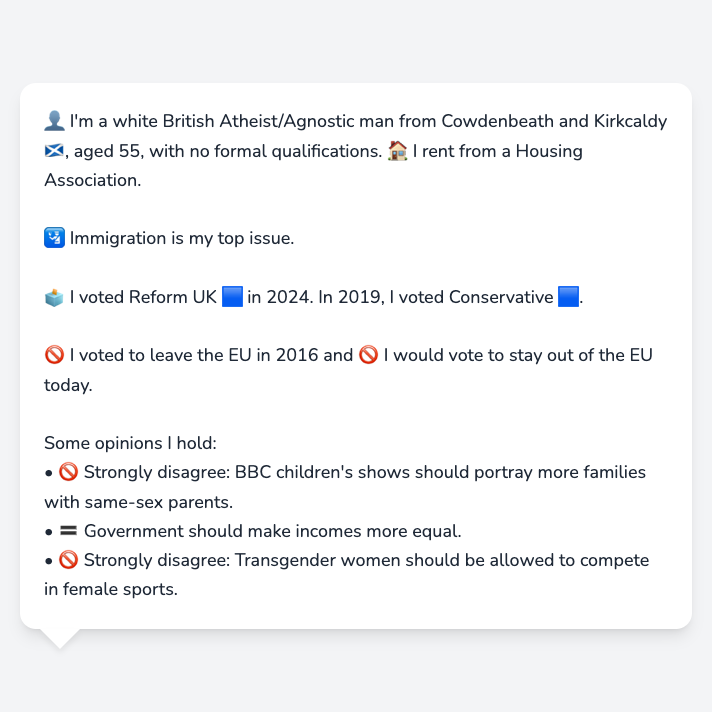 👤 I'm a white British Atheist/Agnostic man from Cowdenbeath and Kirkcaldy
🏴󠁧󠁢󠁳󠁣󠁴󠁿, aged 55, with no formal qualifications. 🏠 I rent from a Housing
Association.
🛂 Immigration is my top issue.
🗳️ I voted Reform UK 🟦 in 2024. In 2019, I voted Conservative 🟦.
🚫 I voted to leave the EU in 2016 and 🚫 I would vote to stay out of the EU
today.
Some opinions I hold:
• 🚫 Strongly disagree: BBC children's shows should portray more families
with same-sex parents.
• 🟰 Government should make incomes more equal.
• 🚫 Strongly disagree: Transgender women should be allowed to compete
in female sports.